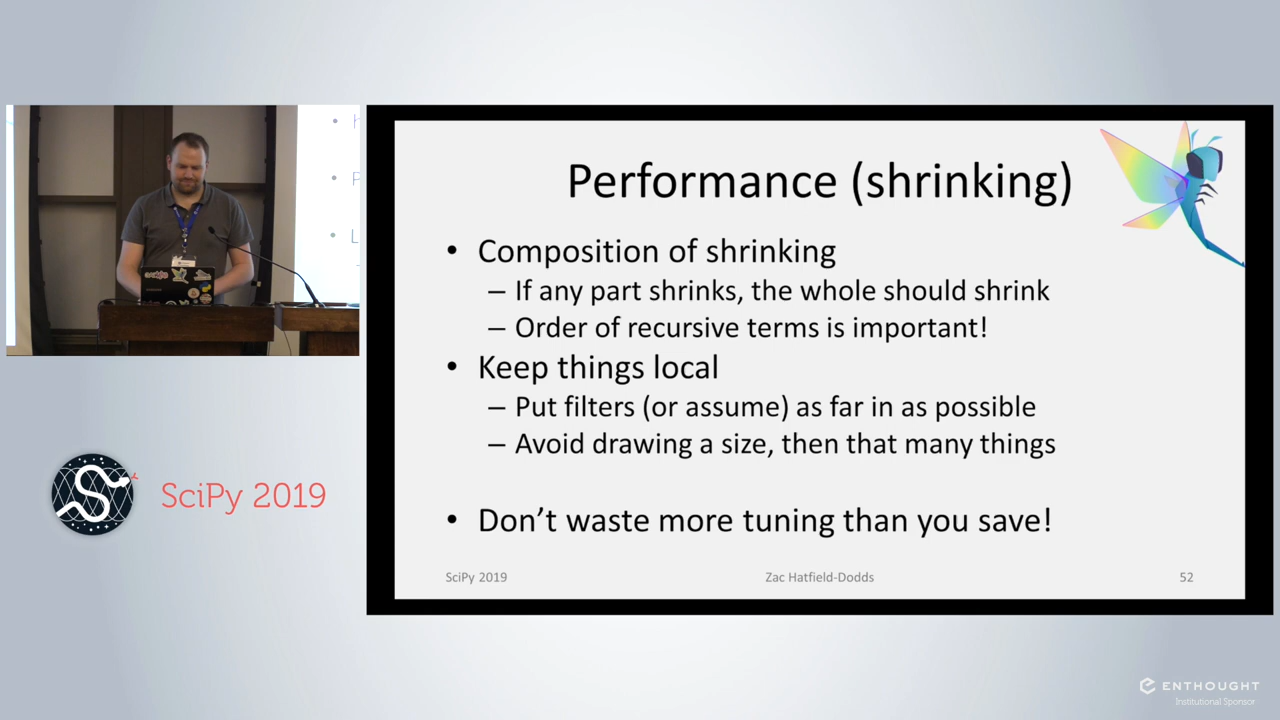 Performance (shrinking)
• Composition of shrinking
– If any part shrinks, the whole should shrink
– Order of recursive terms is important!
• Keep things local
– Put filters (or assume) as far in as possible
– Avoid drawing a size, then that many things
• Don’t waste more tuning than you save!
SciPy 2019
Zac Hatfield-Dodds
52
SciPy 2019
ENTHOUGHT
Institutional Sponsor